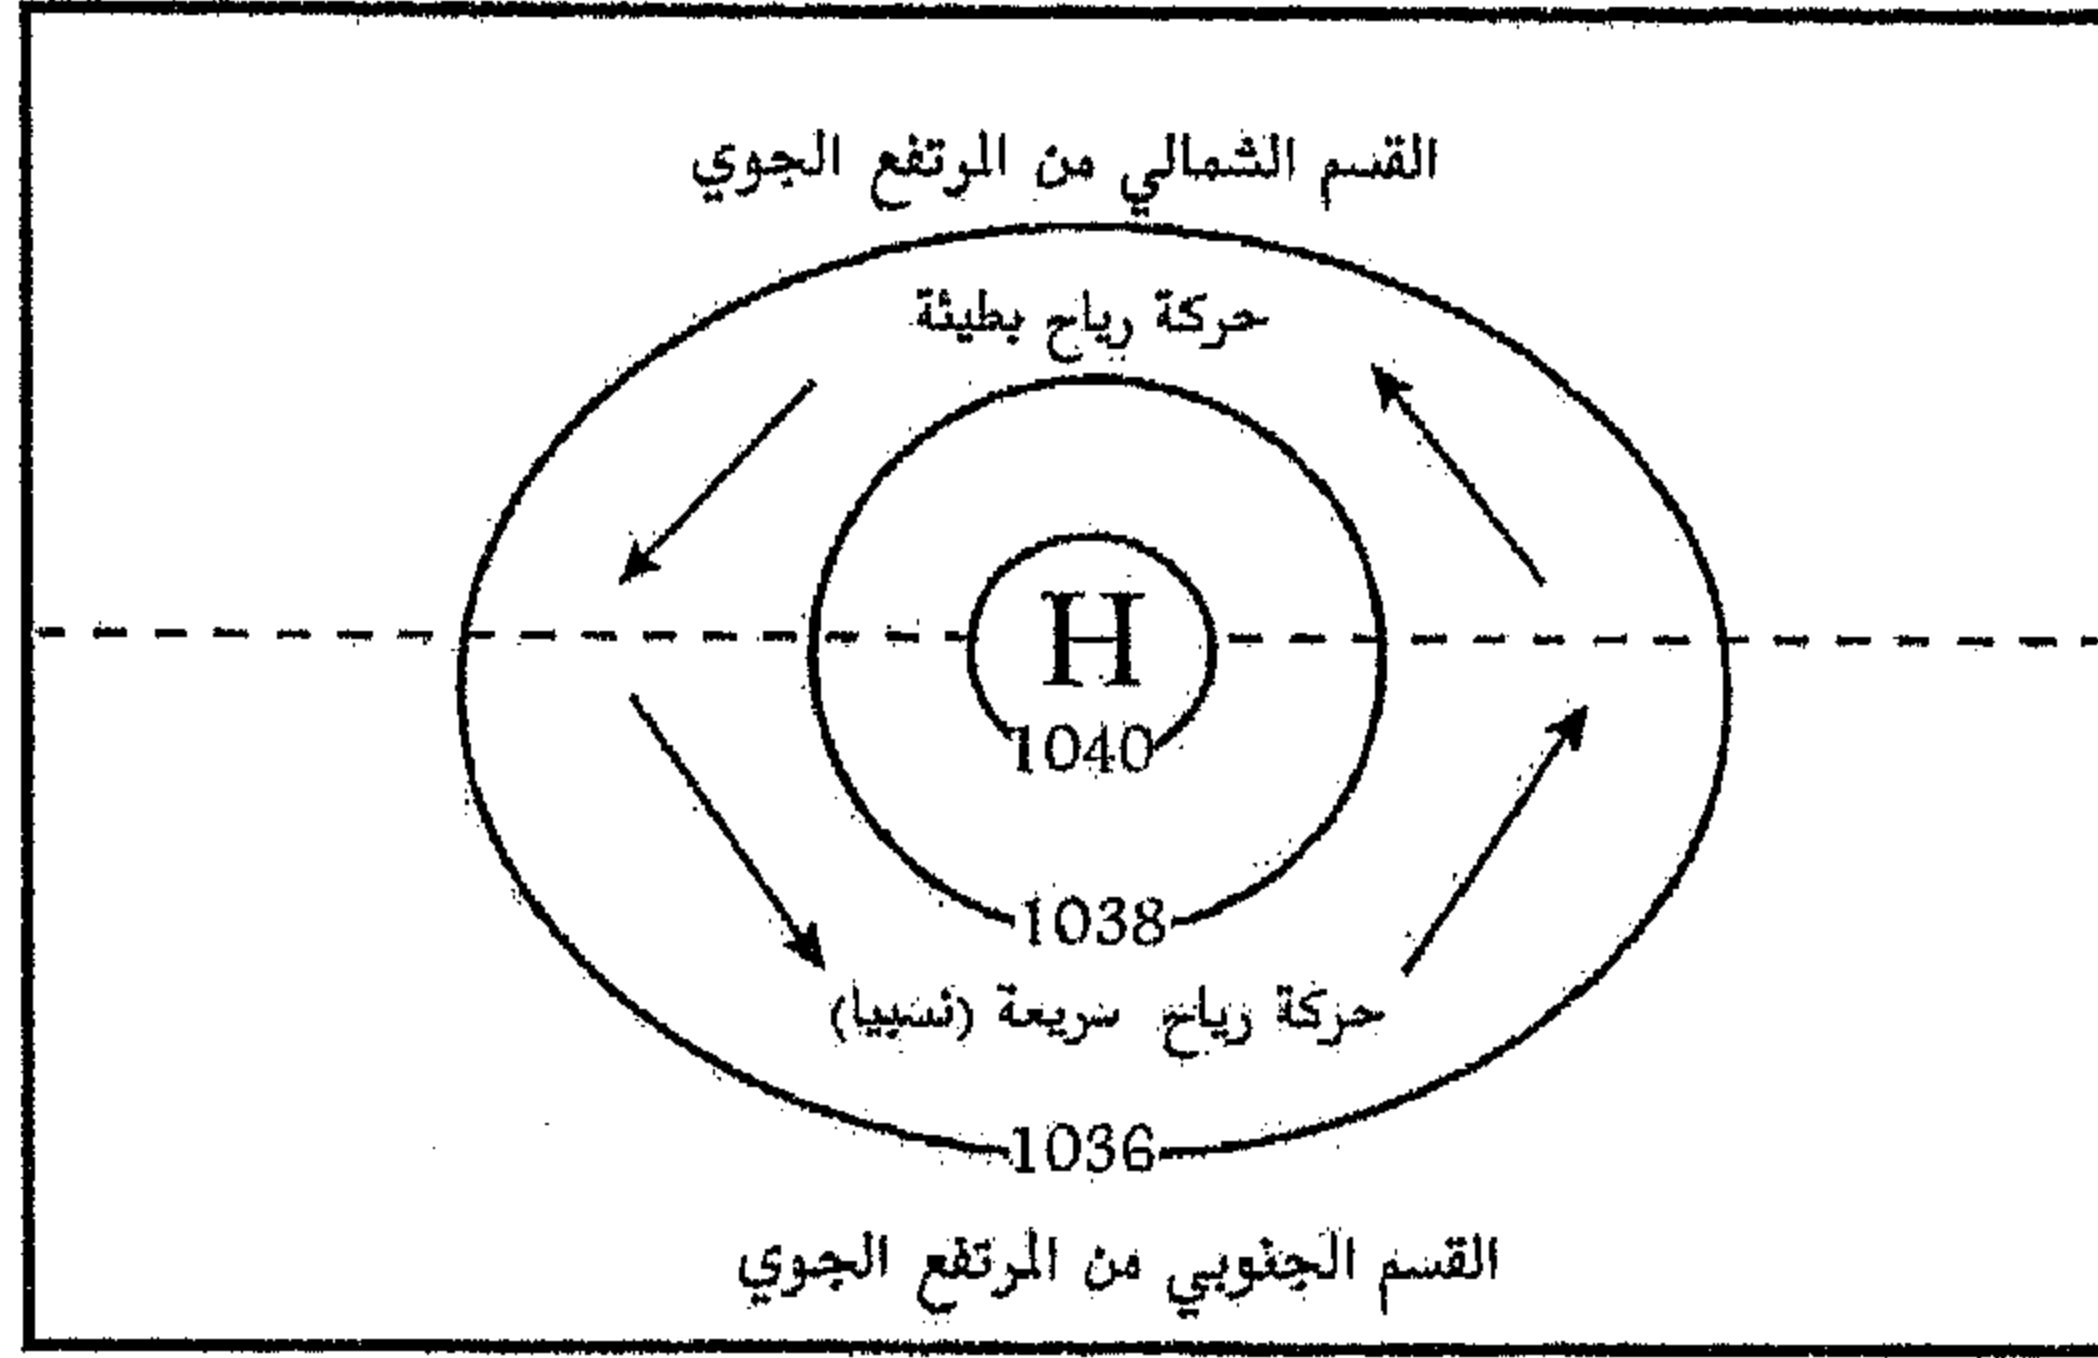 القسم الشمالي من المرتفع الجوي
حركة رياح بطيئة
H
1040
1038
حركة رياح سريعة (نسبيا)
1036
القسم الجنوبي من المرتفع الجوي